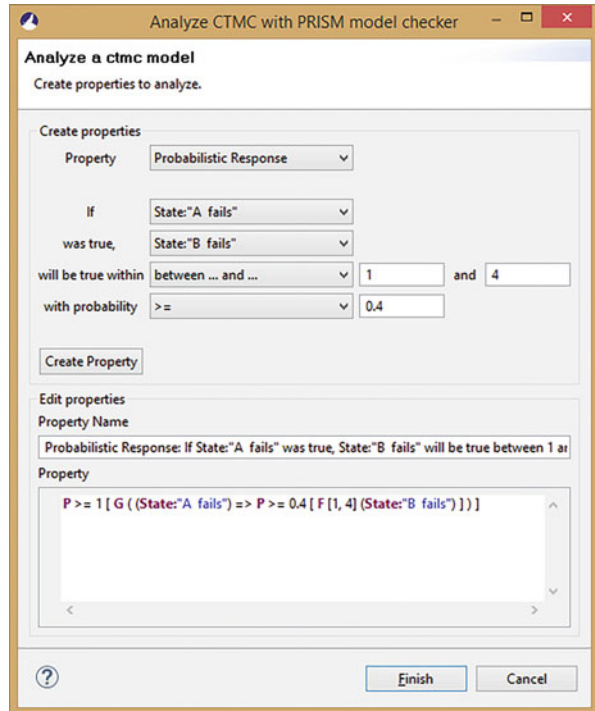 Analyze CTMC with PRISM model checker
Analyze a ctmc model
Create properties to analyze.
Create properties
Property Probabilistic Response
If State:"A fails"
was true, State:"B fails"
will be true within between ... and ... 1 and 4
with probability >= 0.4
Create Property
Edit properties
Property Name
Probabilistic Response: If State:"A fails" was true, State:"B fails" will be true between 1 ar
Property
P >= 1 [ G ( (State:"A fails") => P >= 0.4 [ F [1, 4] (State:"B fails") ] ) ]
? Finish Cancel